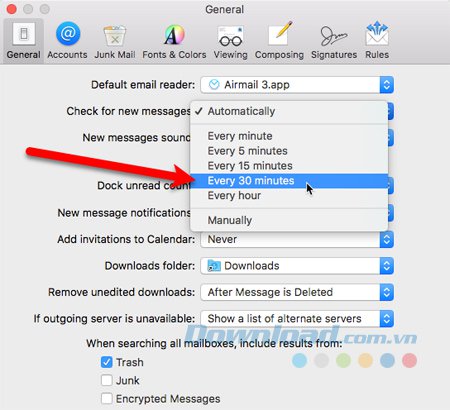 General
General Accounts Junk Mail Fonts & Colors Viewing Composing Signatures Rules
Default email reader: Airmail 3.app
Check for new messages: ✓ Automatically
Every minute
New messages sound
Every 5 minutes
Every 15 minutes
Dock unread count Every 30 minutes
Every hour
New message notifications
Manually
Add invitations to Calendar: Never
Downloads folder: Downloads
Remove unedited downloads: After Message is Deleted
If outgoing server is unavailable: Show a list of alternate servers
Download.com.vn
When searching all mailboxes, include results from:
Trash
Junk
Encrypted Messages